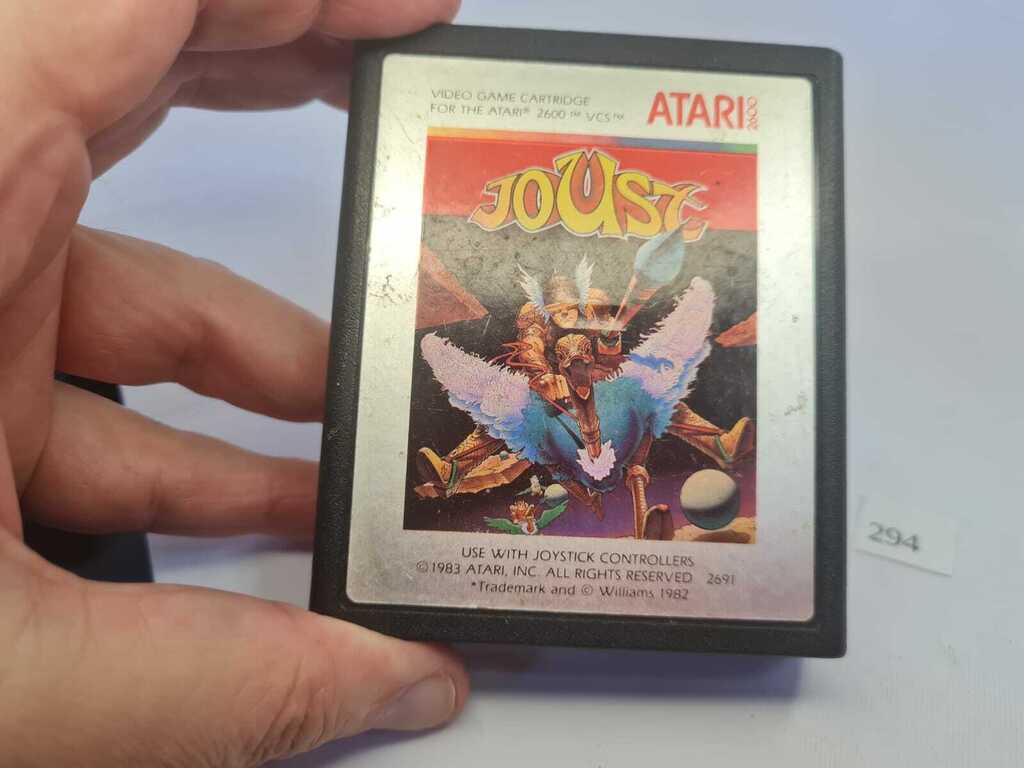 VIDEO GAME CARTRIDGE
FOR THE ATARI® 2600™ VCS™
ATARI 2600
JOUST
USE WITH JOYSTICK CONTROLLERS
©1983 ATARI, INC. ALL RIGHTS RESERVED 2691
*Trademark and © Williams 1982
294